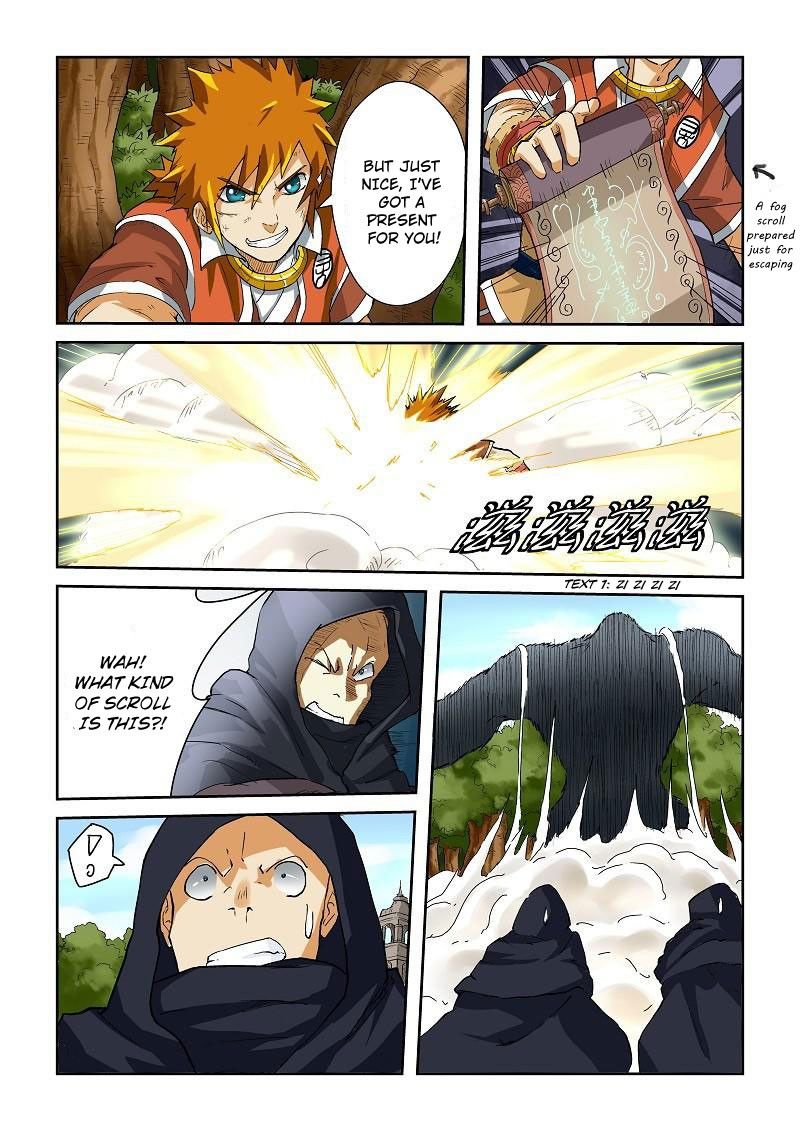 BUT JUST
NICE, I'VE
GOT A
PRESENT
FOR YOU!
A fog
scroll
prepared
just for
escaping
滋滋滋滋
TEXT 1: ZI ZI ZI ZI
WAH!
WHAT KIND
OF SCROLL
IS THIS?!